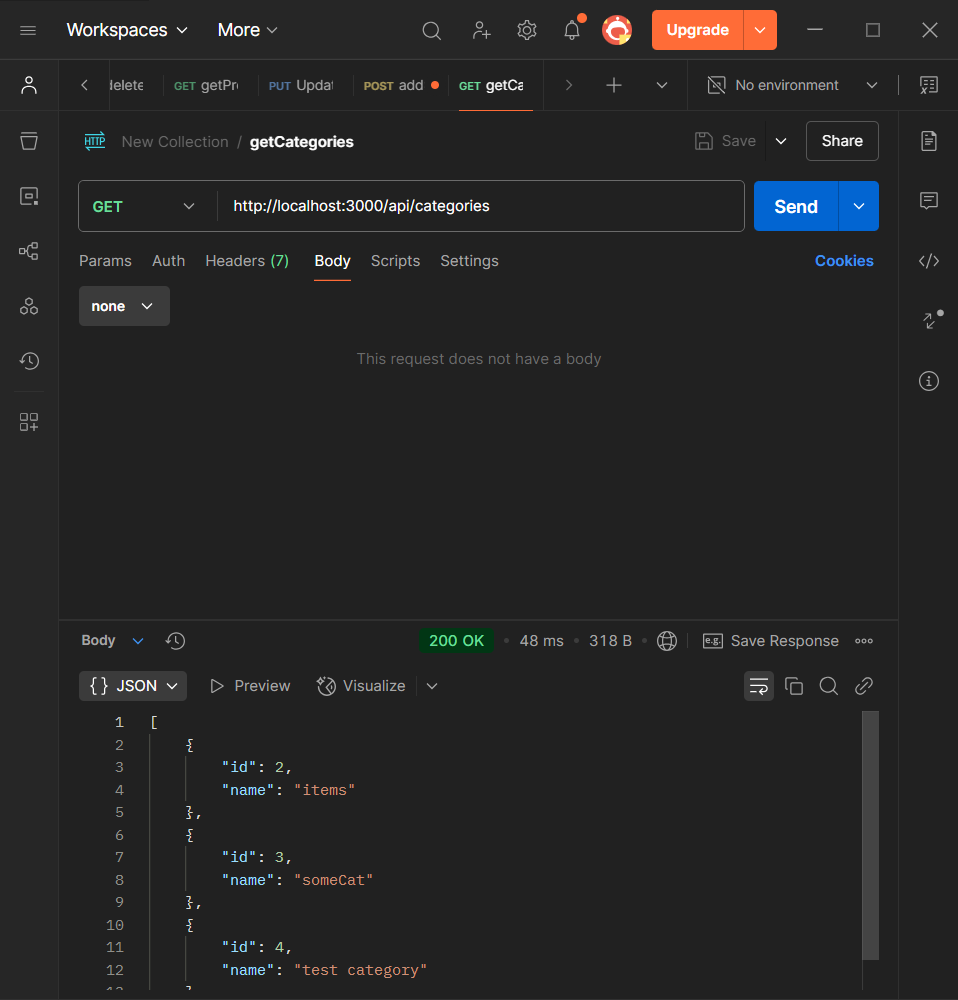 Workspaces More Upgrade
delete GET getPr PUT Updat POST add GET getCa No environment
HTTP New Collection / getCategories Save Share
GET http://localhost:3000/api/categories Send
Params Auth Headers (7) Body Scripts Settings Cookies
none
This request does not have a body
Body 200 OK • 48 ms • 318 B • e.g. Save Response
{} JSON Preview Visualize
1 [
2 {
3 "id": 2,
4 "name": "items"
5 },
6 {
7 "id": 3,
8 "name": "someCat"
9 },
10 {
11 "id": 4,
12 "name": "test category"